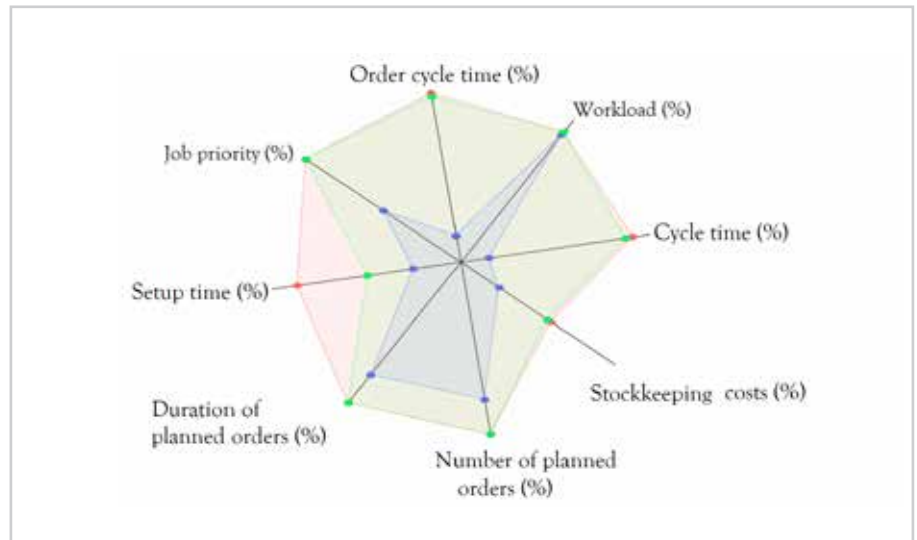 Order cycle time (%)
Workload (%)
Job priority (%)
Cycle time (%)
Setup time (%)
Stockkeeping costs (%)
Duration of
planned orders (%)
Number of planned
orders (%)